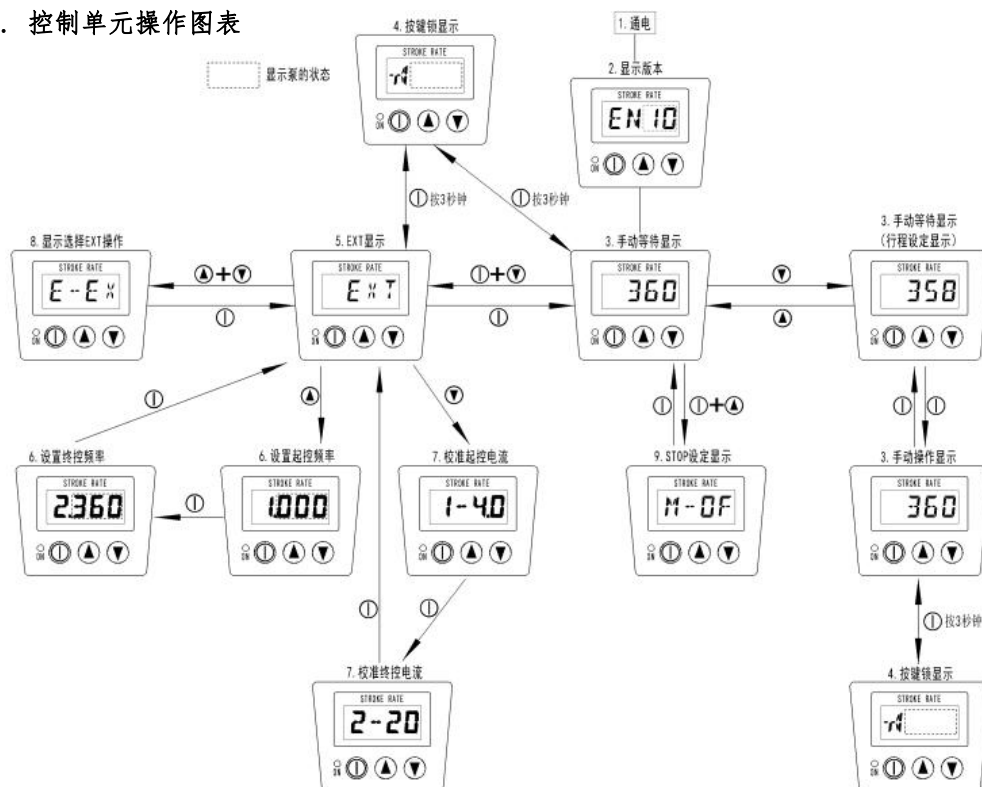 . 控制单元操作图表
显示泵的状态
4. 按键锁显示
STROKE RATE
ON
1. 通电
2. 显示版本
STROKE RATE
EN 10
ON
按3秒钟
按3秒钟
8. 显示选择EXT操作
STROKE RATE
E--EX
ON
+
5. EXT显示
STROKE RATE
EXT
ON
+
3. 手动等待显示
STROKE RATE
360
ON
3. 手动等待显示
(行程设定显示)
STROKE RATE
358
ON
+
6. 设置终控频率
STROKE RATE
2.360
ON
6. 设置起控频率
STROKE RATE
1.000
ON
7. 校准起控电流
STROKE RATE
1-4.0
ON
9. STOP设定显示
STROKE RATE
M--OF
ON
3. 手动操作显示
STROKE RATE
360
ON
按3秒钟
7. 校准终控电流
STROKE RATE
2-20
ON
4. 按键锁显示
STROKE RATE
ON